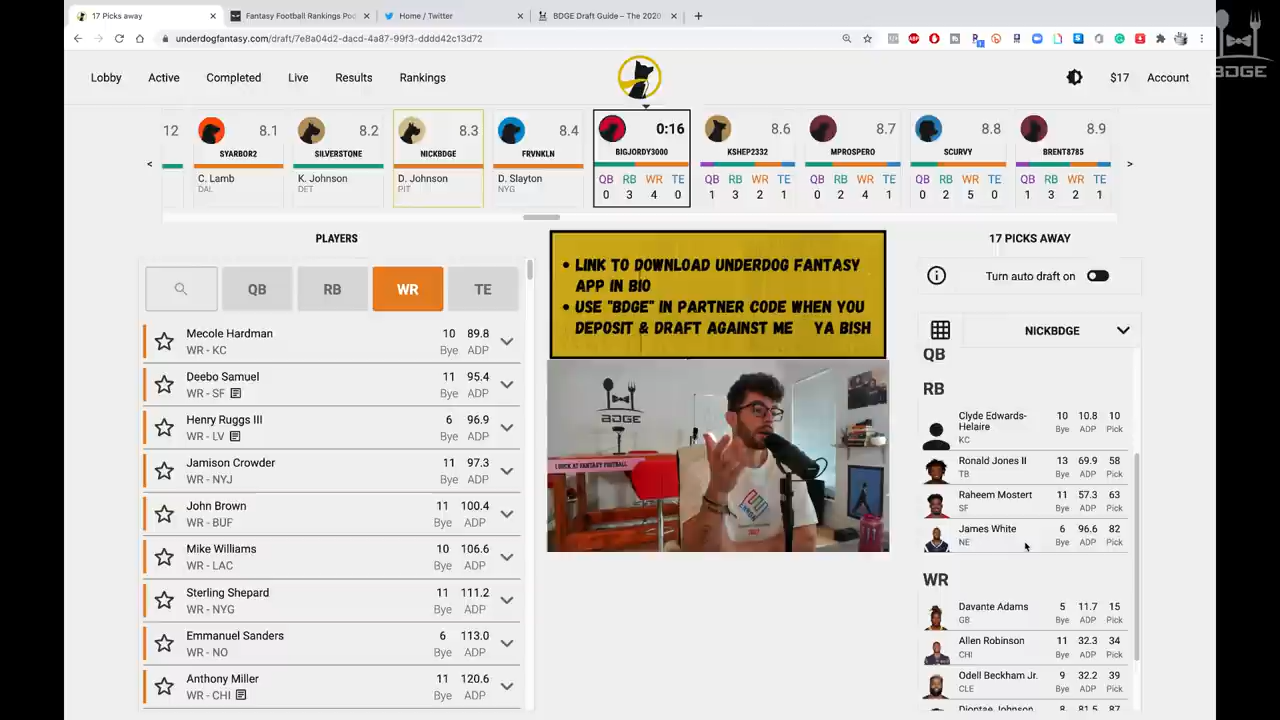 17 Picks away
Fantasy Football Rankings Pod
Home / Twitter
BDGE Draft Guide – The 2020
underdogfantasy.com/draft/7e8a04d2-dacd-4a87-99f3-dddd42c13d72
BDGE
Lobby
Active
Completed
Live
Results
Rankings
$17
Account
12
8.1
SYARBOR2
C. Lamb
DAL
8.2
SILVERSTONE
K. Johnson
DET
8.3
NICKBDGE
D. Johnson
PIT
8.4
FRVNKLN
D. Slayton
NYG
0:16
BIGJORDY3000
QB RB WR TE
0 3 4 0
8.6
KSHEP2332
QB RB WR TE
1 3 2 1
8.7
MPROSPERO
QB RB WR TE
0 2 4 1
8.8
SCURVY
QB RB WR TE
0 2 5 0
8.9
BRENT8785
QB RB WR TE
1 3 2 1
PLAYERS
QB
RB
WR
TE
Mecole Hardman 10 89.8
WR - KC Bye ADP
Deebo Samuel 11 95.4
WR - SF Bye ADP
Henry Ruggs III 6 96.9
WR - LV Bye ADP
Jamison Crowder 11 97.3
WR - NYJ Bye ADP
John Brown 11 100.4
WR - BUF Bye ADP
Mike Williams 10 106.6
WR - LAC Bye ADP
Sterling Shepard 11 111.2
WR - NYG Bye ADP
Emmanuel Sanders 6 113.0
WR - NO Bye ADP
Anthony Miller 11 120.6
WR - CHI Bye ADP
• LINK TO DOWNLOAD UNDERDOG FANTASY
APP IN BIO
• USE "BDGE" IN PARTNER CODE WHEN YOU
DEPOSIT & DRAFT AGAINST ME YA BISH
BDGE
I SUCK AT FANTASY FOOTBALL
17 PICKS AWAY
Turn auto draft on
NICKBDGE
QB
RB
Clyde Edwards-
Helaire
KC
10 10.8 10
Bye ADP Pick
Ronald Jones II 13 69.9 58
TB Bye ADP Pick
Raheem Mostert 11 57.3 63
SF Bye ADP Pick
James White 6 96.6 82
NE Bye ADP Pick
WR
Davante Adams 5 11.7 15
GB Bye ADP Pick
Allen Robinson 11 32.3 34
CHI Bye ADP Pick
Odell Beckham Jr. 9 32.2 39
CLE Bye ADP Pick
Diontae Johnson 8 81.5 87